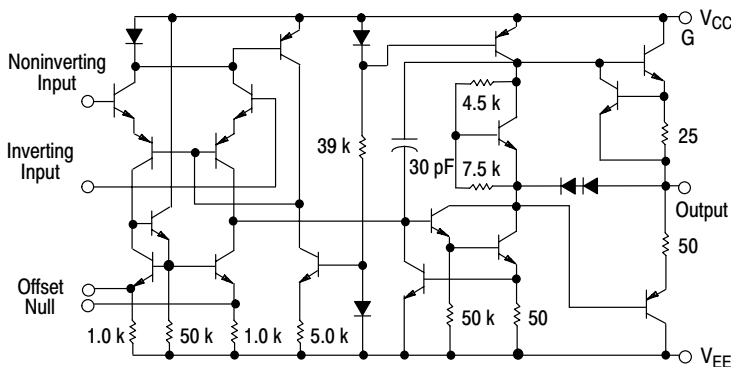 VCC
G
Noninverting
Input
4.5 k
25
39 k
Inverting
Input
30 pF
7.5 k
Output
50
Offset
Null
1.0 k
50 k
1.0 k
5.0 k
50 k
50
VEE